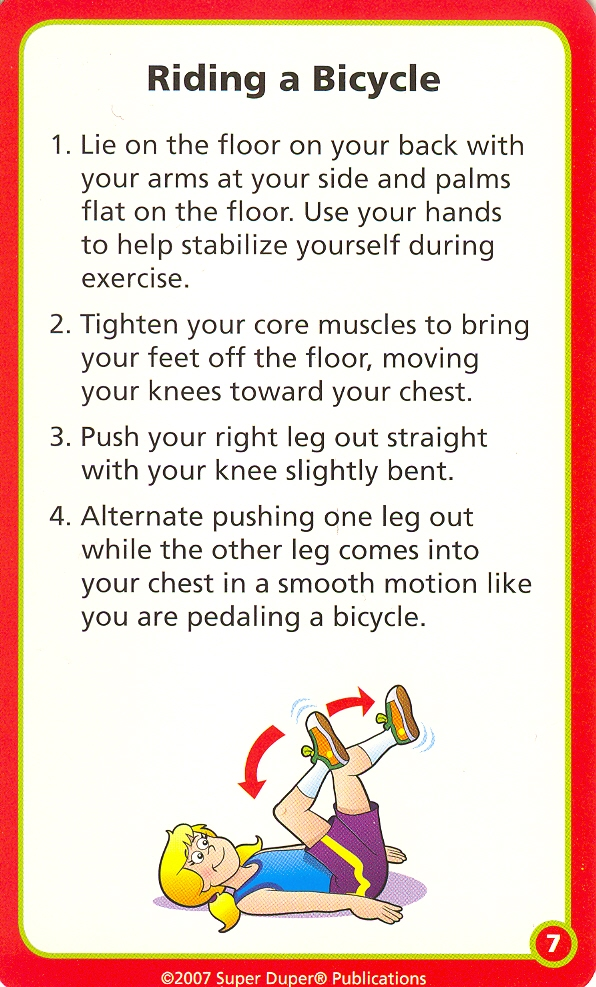 Riding a Bicycle
1. Lie on the floor on your back with
your arms at your side and palms
flat on the floor. Use your hands
to help stabilize yourself during
exercise.
2. Tighten your core muscles to bring
your feet off the floor, moving
your knees toward your chest.
3. Push your right leg out straight
with your knee slightly bent.
4. Alternate pushing one leg out
while the other leg comes into
your chest in a smooth motion like
you are pedaling a bicycle.
7
©2007 Super Duper® Publications